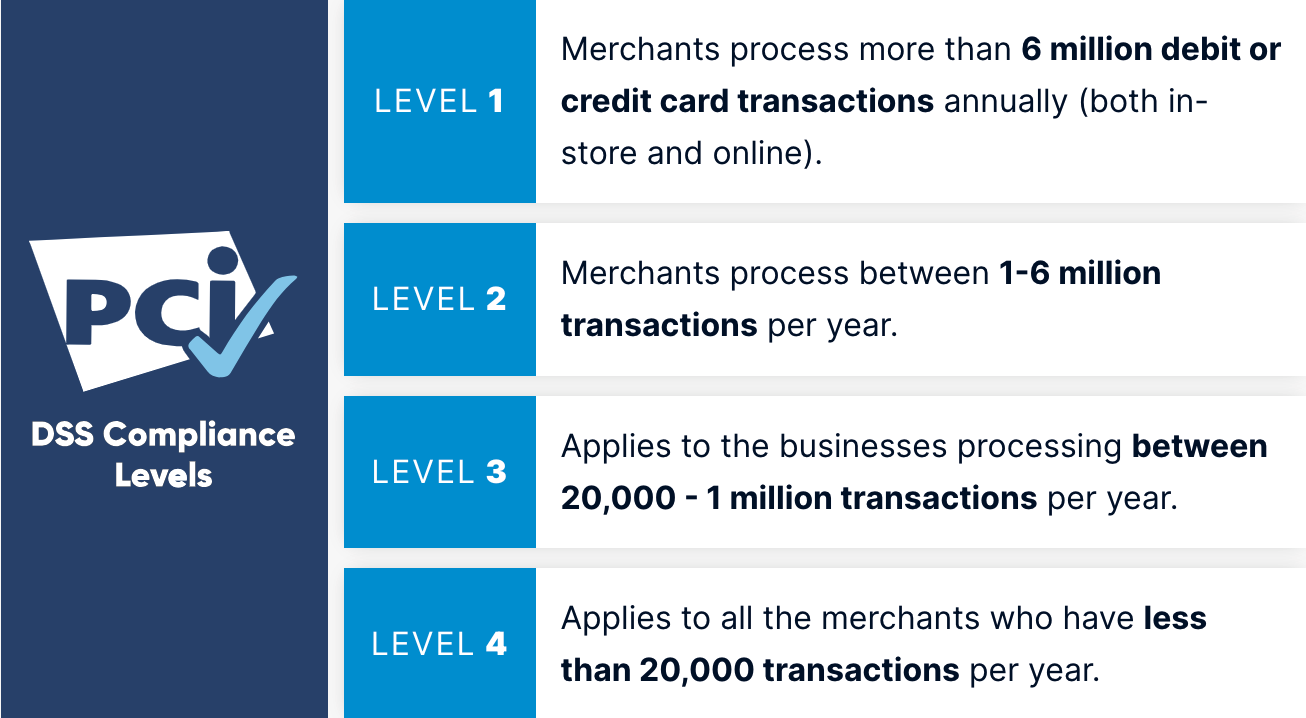 PCi
DSS Compliance
Levels
LEVEL 1
Merchants process more than 6 million debit or
credit card transactions annually (both in-
store and online).
LEVEL 2
Merchants process between 1-6 million
transactions per year.
LEVEL 3
Applies to the businesses processing between
20,000 - 1 million transactions per year.
LEVEL 4
Applies to all the merchants who have less
than 20,000 transactions per year.